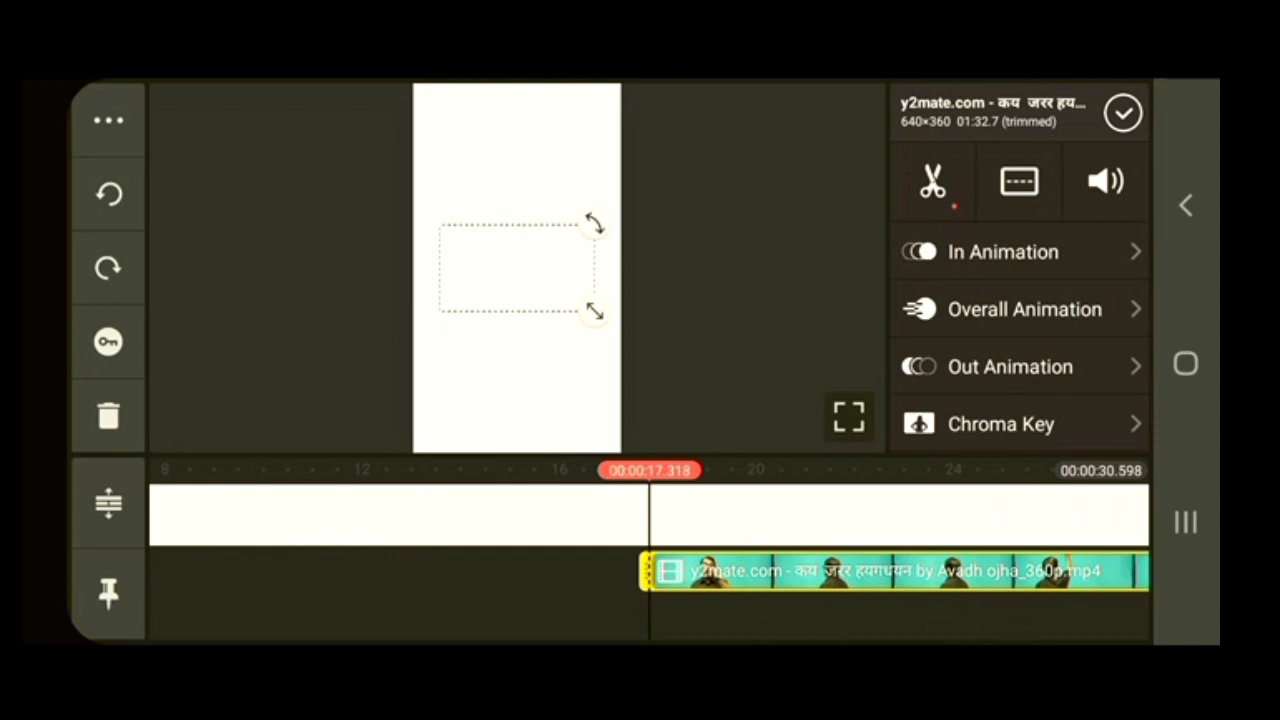 y2mate.com - कय जरर हय...
640×360 01:32.7 (trimmed)
In Animation
Overall Animation
Out Animation
Chroma Key
8 12 16 00:00:17.318 20 24 00:00:30.598
y2mate.com - कय जरर हयगधयन by Avadh ojha_360p.mp4